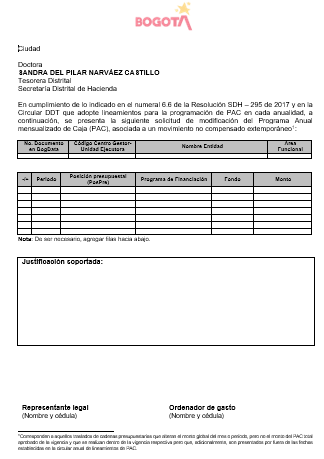 BOGOTÁ
Ciudad
Doctora
SANDRA DEL PILAR NARVÁEZ CASTILLO
Tesorera Distrital
Secretaría Distrital de Hacienda
En cumplimiento de lo indicado en el numeral 6.6 de la Resolución SDH – 295 de 2017 y en la
Circular DDT que adopte lineamientos para la programación de PAC en cada anualidad, a
continuación, se presenta la siguiente solicitud de modificación del Programa Anual
mensualizado de Caja (PAC), asociada a un movimiento no compensado extemporáneo¹:
No. Documento en BogData Código Centro Gestor- Unidad Ejecutora Nombre Entidad Área Funcional
-/+ Periodo Posición presupuestal (PosPre) Programa de Financiación Fondo Monto
Nota: De ser necesario, agregar filas hacia abajo.
Justificación soportada:
Representante legal Ordenador de gasto
(Nombre y cédula) (Nombre y cédula)
¹Corresponden a aquellos traslados de cadenas presupuestarias que alteran el monto global del mes o periodo, pero no el monto del PAC total
aprobado de la vigencia y que se realizan dentro de la vigencia respectiva pero que, adicionalmente, son presentados por fuera de las fechas
establecidas en la circular anual de lineamientos de PAC.